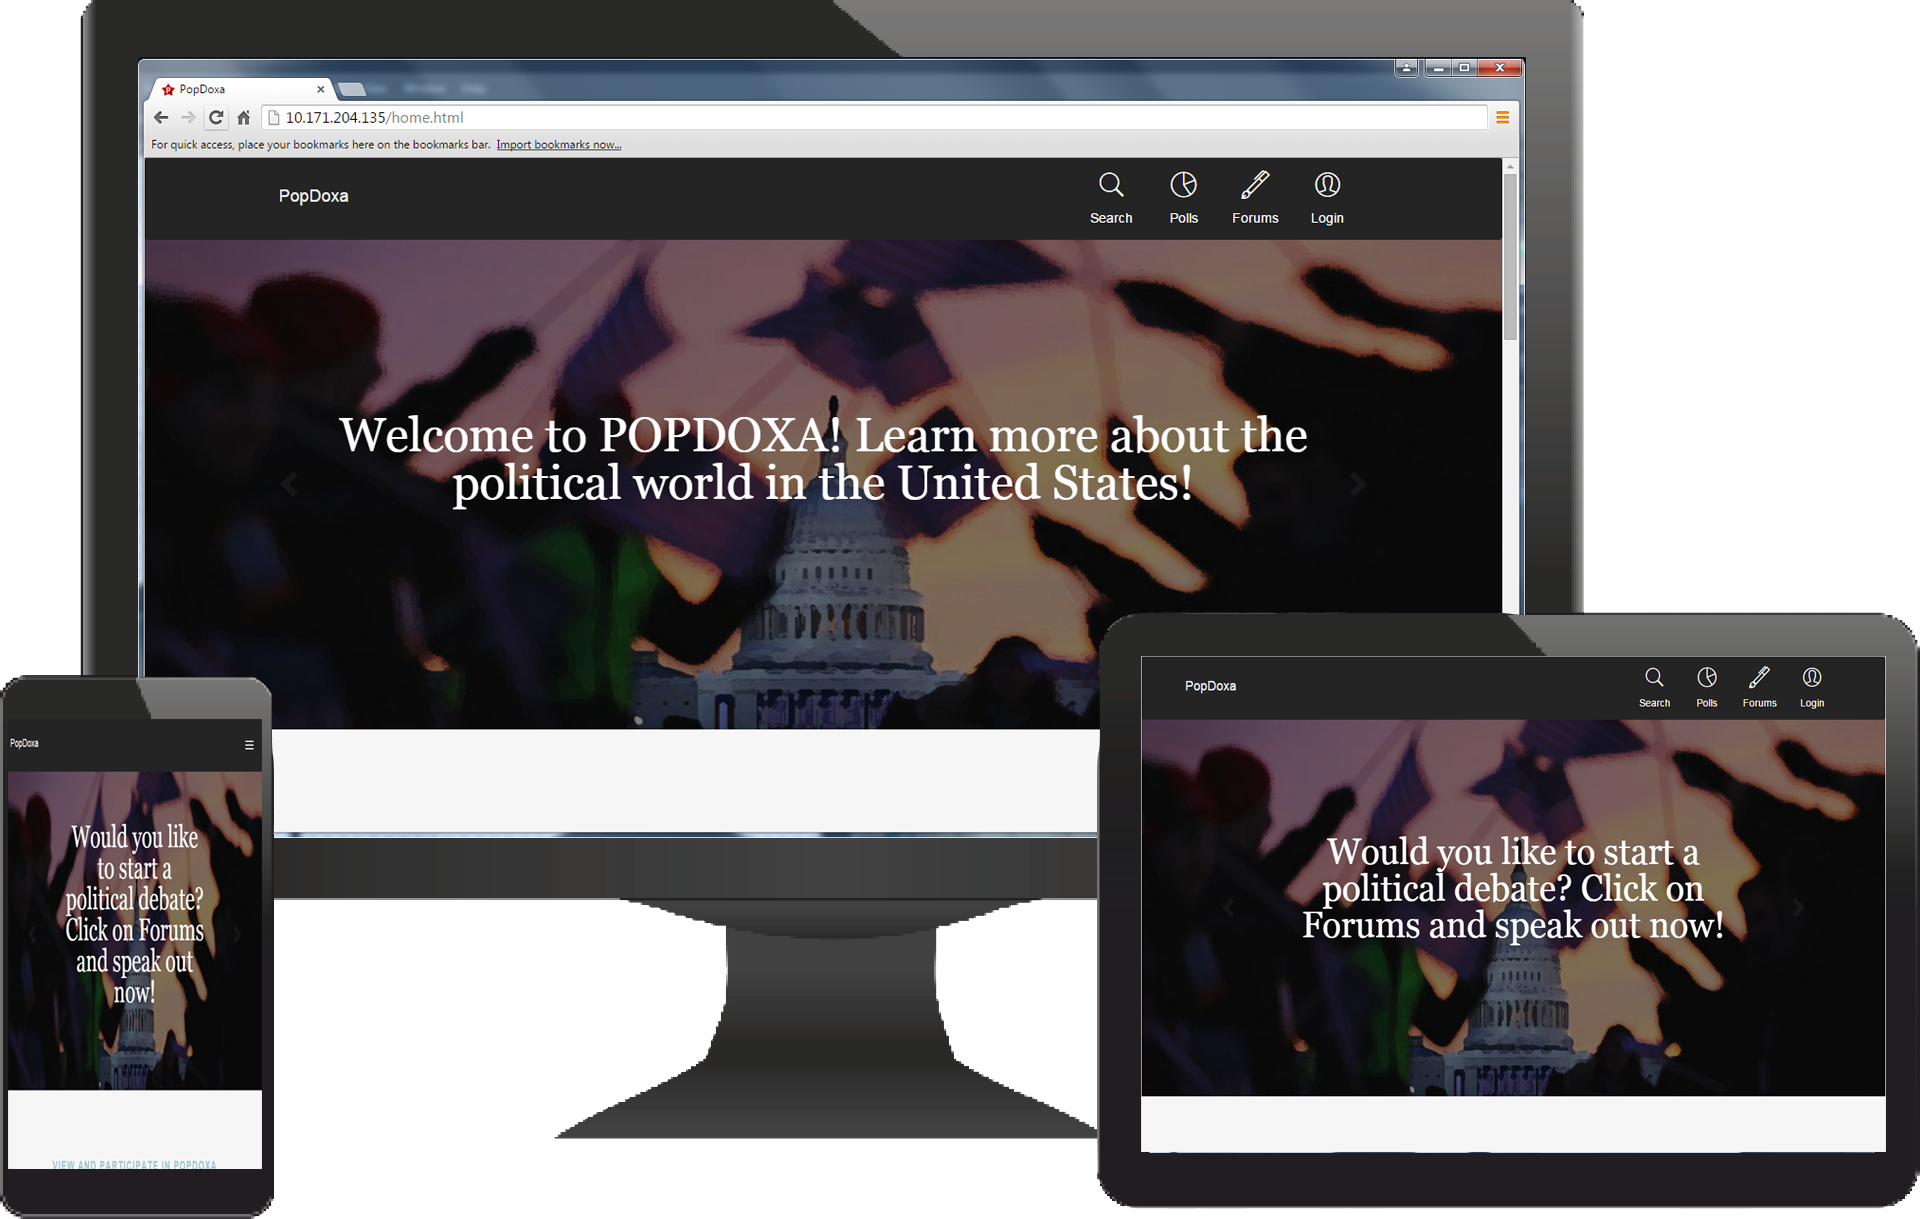 PopDoxa
10.171.204.135/home.html
For quick access, place your bookmarks here on the bookmarks bar. Import bookmarks now...
PopDoxa
Search
Polls
Forums
Login
Welcome to POPDOXA! Learn more about the
political world in the United States!
PopDoxa
Would you like
to start a
political debate?
Click on Forums
and speak out
now!
VIEW AND PARTICIPATE IN POPDOXA
PopDoxa
Search
Polls
Forums
Login
Would you like to start a
political debate? Click on
Forums and speak out now!